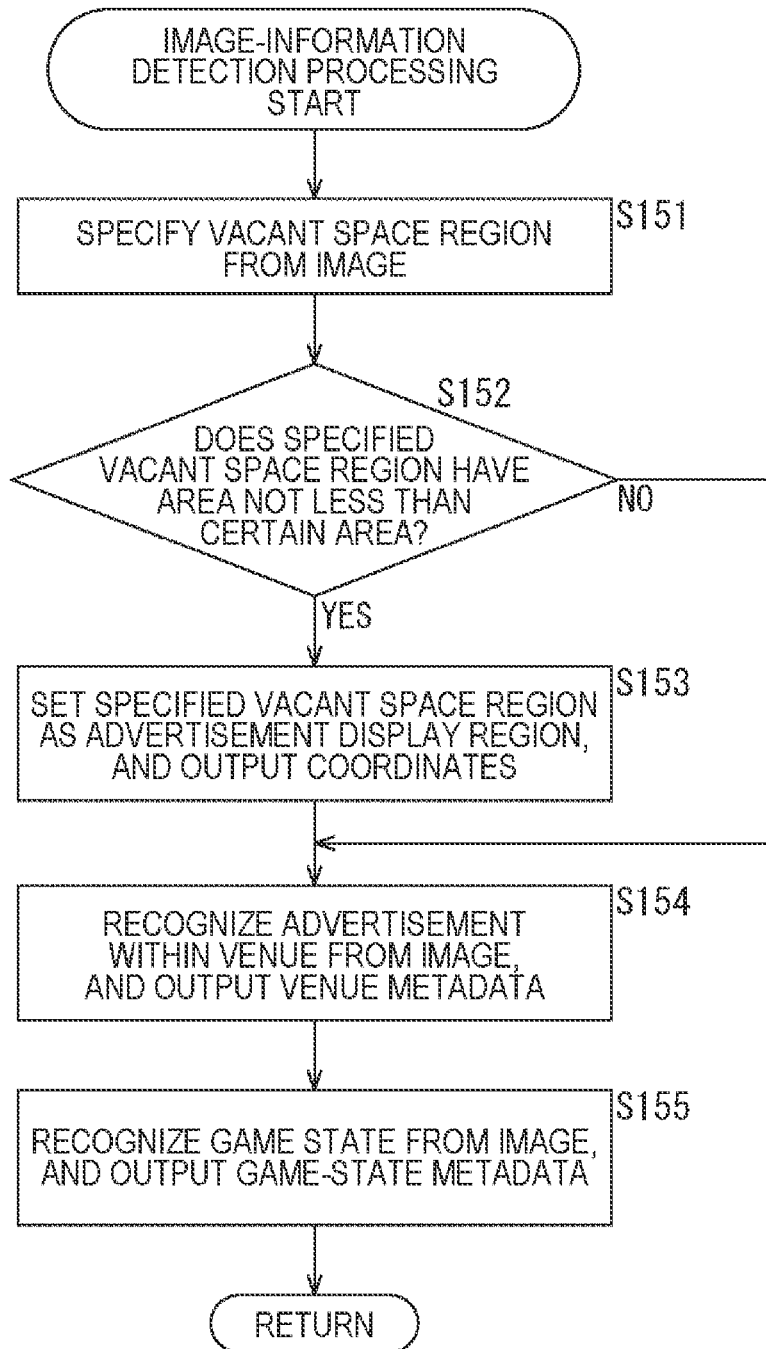 IMAGE-INFORMATION
DETECTION PROCESSING
START
S151
SPECIFY VACANT SPACE REGION
FROM IMAGE
S152
DOES SPECIFIED
VACANT SPACE REGION HAVE
AREA NOT LESS THAN
CERTAIN AREA?
NO
YES
S153
SET SPECIFIED VACANT SPACE REGION
AS ADVERTISEMENT DISPLAY REGION,
AND OUTPUT COORDINATES
S154
RECOGNIZE ADVERTISEMENT
WITHIN VENUE FROM IMAGE,
AND OUTPUT VENUE METADATA
S155
RECOGNIZE GAME STATE FROM IMAGE,
AND OUTPUT GAME-STATE METADATA
RETURN